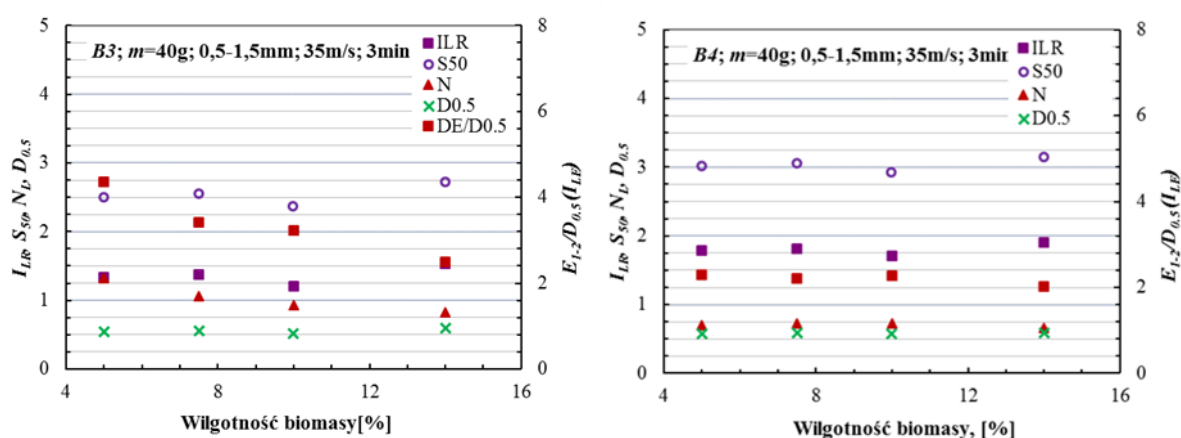 B3; m=40g; 0,5-1,5mm; 35m/s; 3min
ILR
S50
N
D0.5
DE/D0.5
5
4
3
2
1
0
8
6
4
2
0
4
8
12
16
I_LR, S_50, N_I, D_0.5
E_1-2/D_0.5(I_LE)
Wilgotność biomasy[%]
B4; m=40g; 0,5-1,5mm; 35m/s; 3min
ILR
S50
N
D0.5
5
4
3
2
1
0
8
6
4
2
0
4
8
12
16
I_LR, S_50, N_I, D_0.5
E_1-2/D_0.5(I_LE)
Wilgotność biomasy, [%]